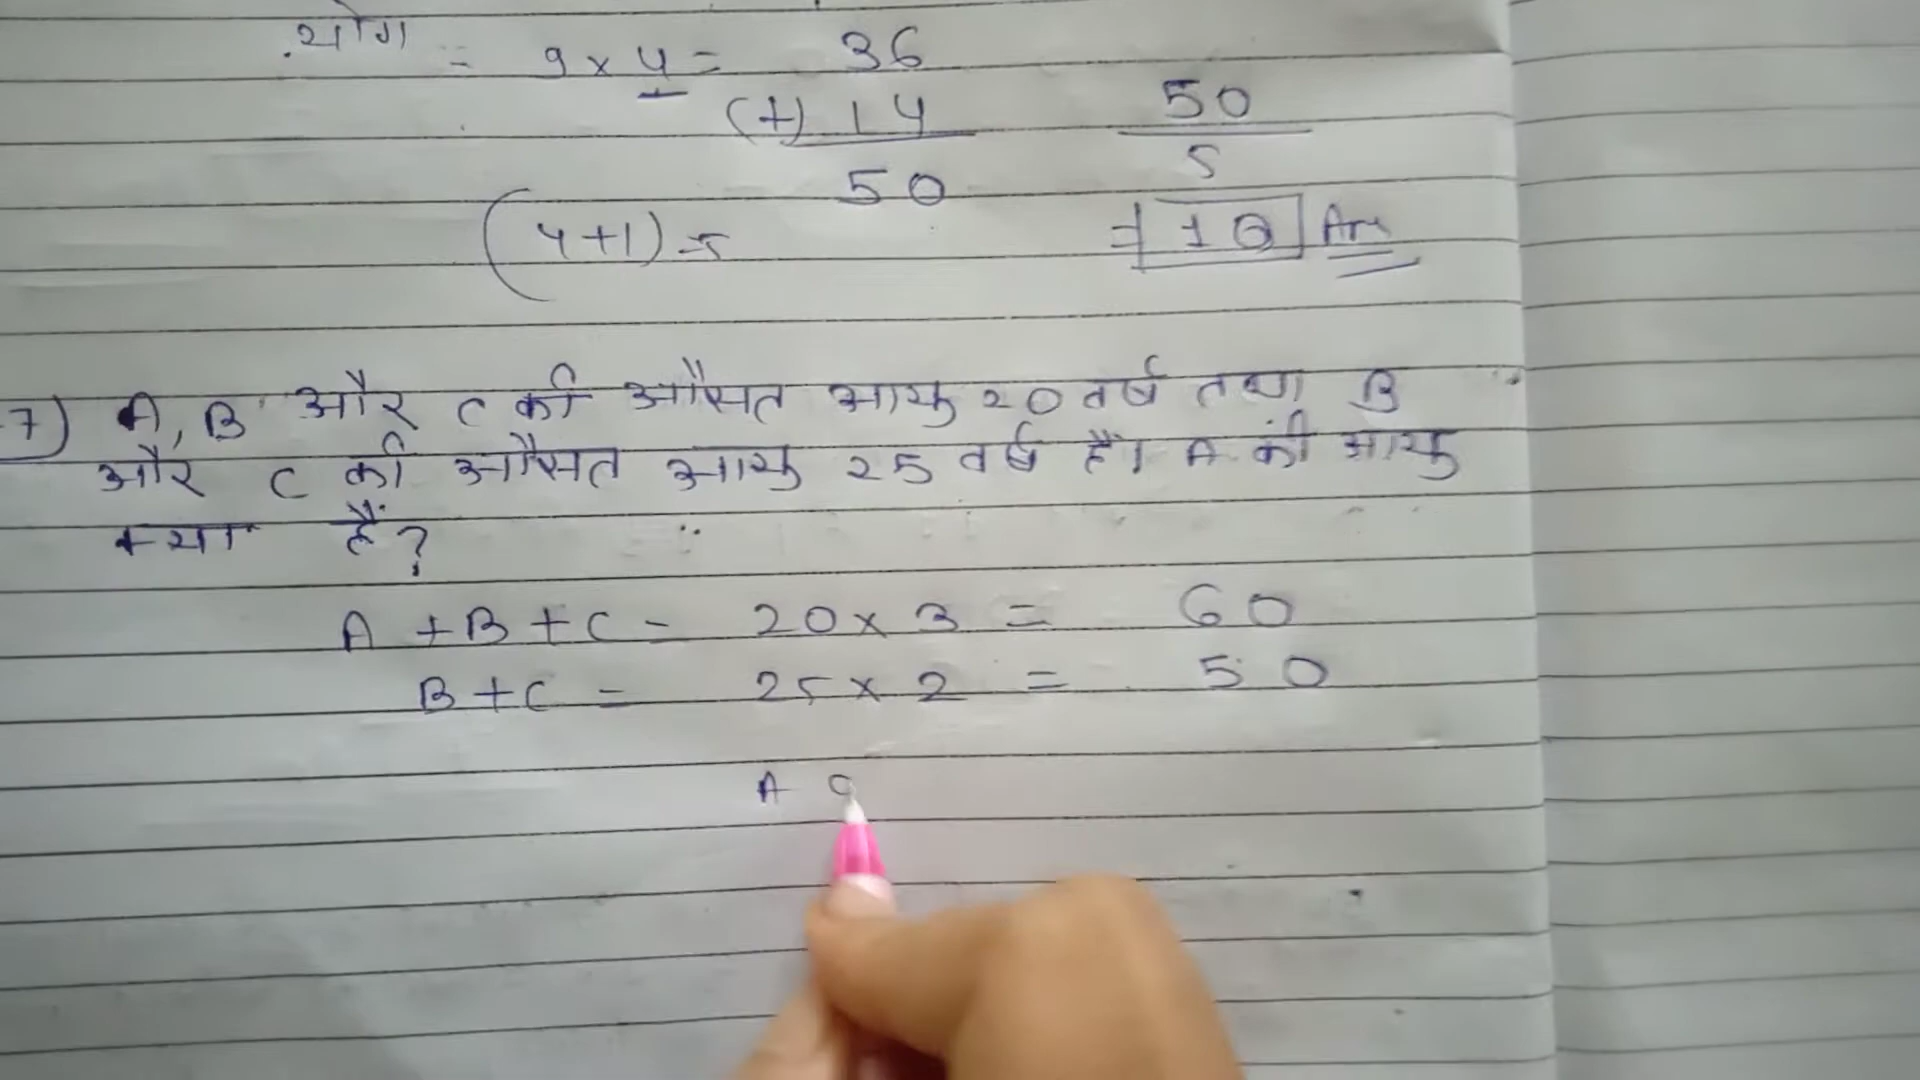 योग = 9 × 4 = 36
(+) 14
50
(4+1) = 5
50
5
= 10 Ans
7) A, B और C की औसत आयु 20 वर्ष तथा B
और C की औसत आयु 25 वर्ष है। A की आयु
क्या है?
A + B + C - 20 × 3 = 60
B + C = 25 × 2 = 50
A